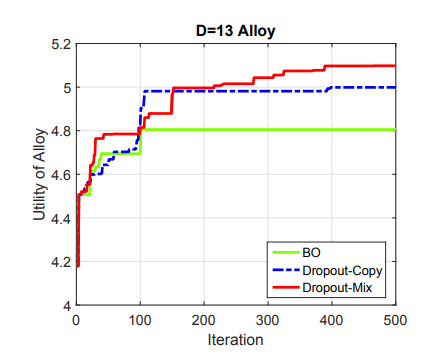 D=13 Alloy
5.2
5
4.8
4.6
4.4
4.2
4
Utility of Alloy
0
100
200
300
400
500
Iteration
BO
Dropout-Copy
Dropout-Mix